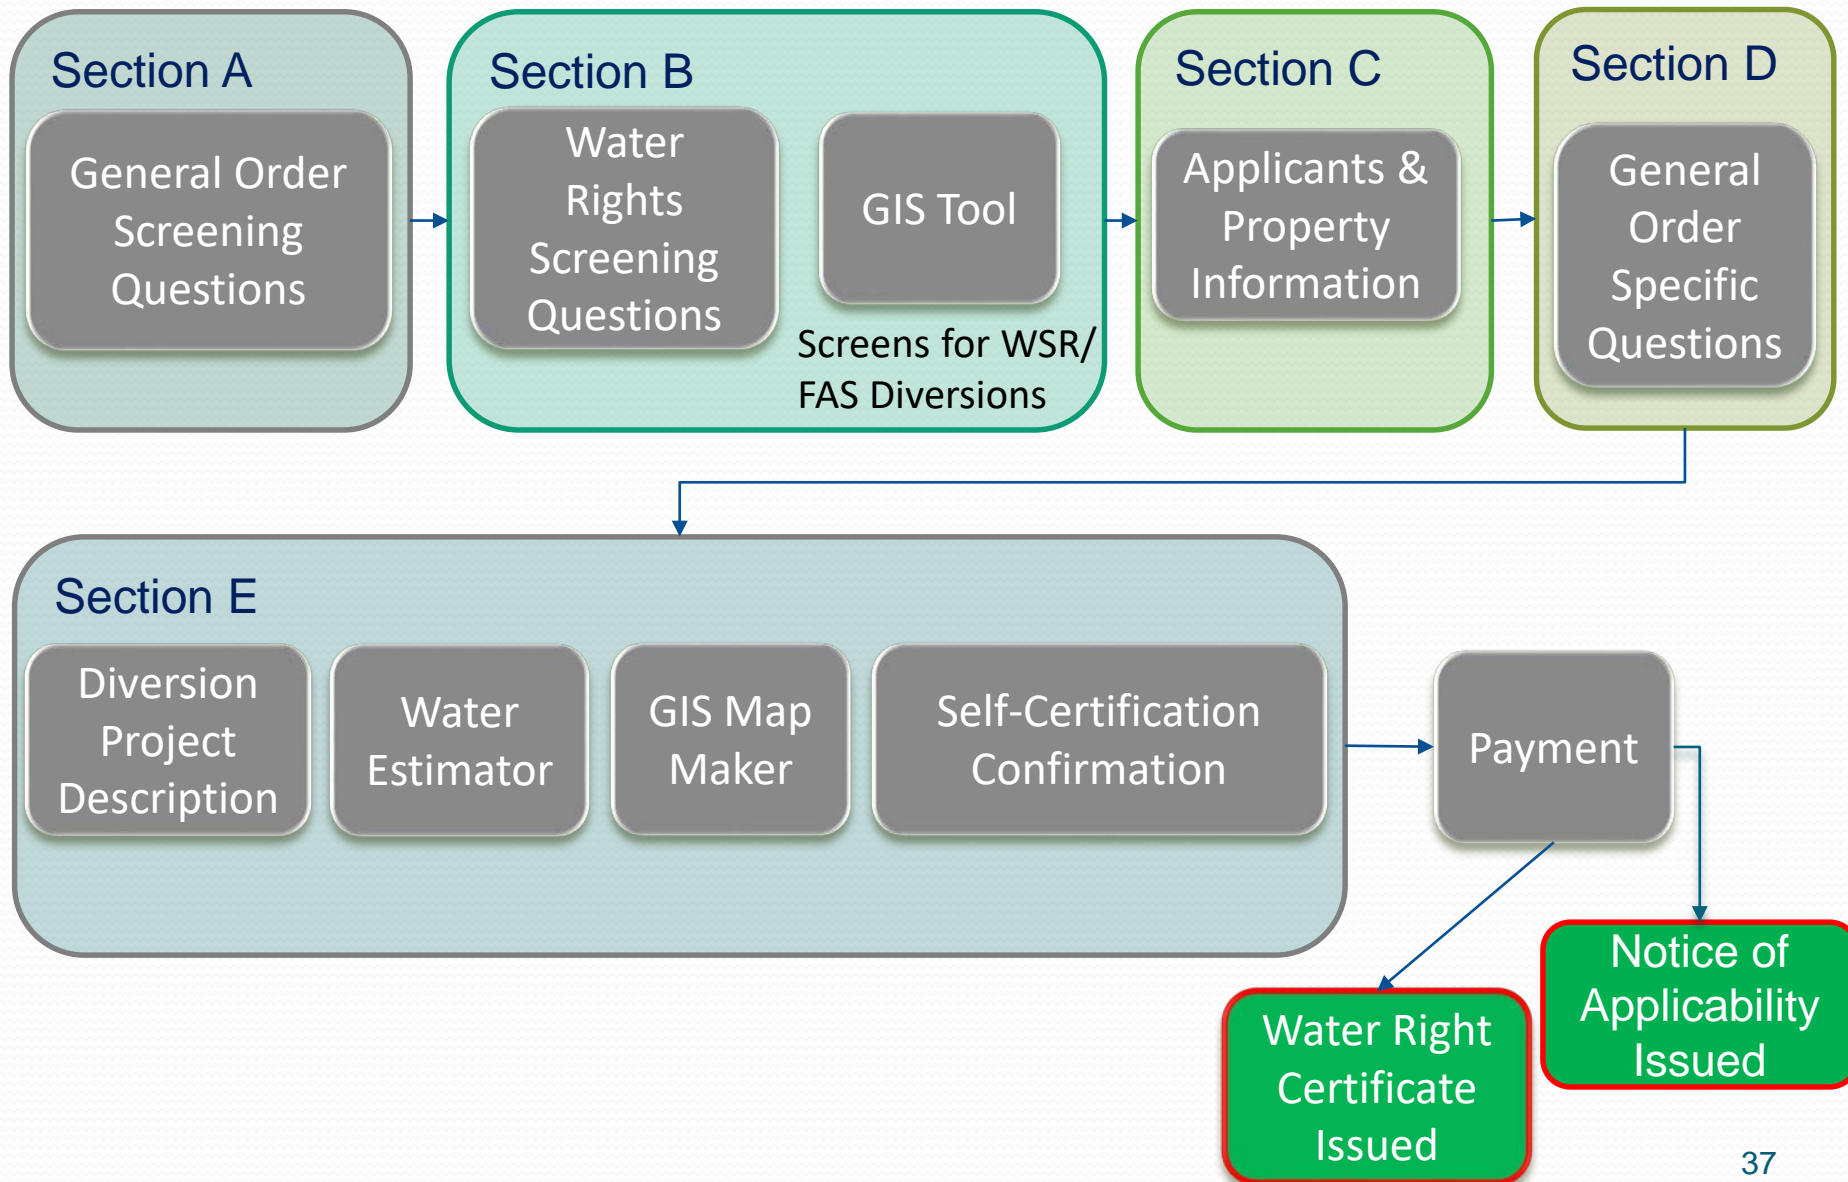 Section A
General Order
Screening
Questions
Section B
Water
Rights
Screening
Questions
GIS Tool
Screens for WSR/
FAS Diversions
Section C
Applicants &
Property
Information
Section D
General
Order
Specific
Questions
Section E
Diversion
Project
Description
Water
Estimator
GIS Map
Maker
Self-Certification
Confirmation
Payment
Water Right
Certificate
Issued
Notice of
Applicability
Issued
37